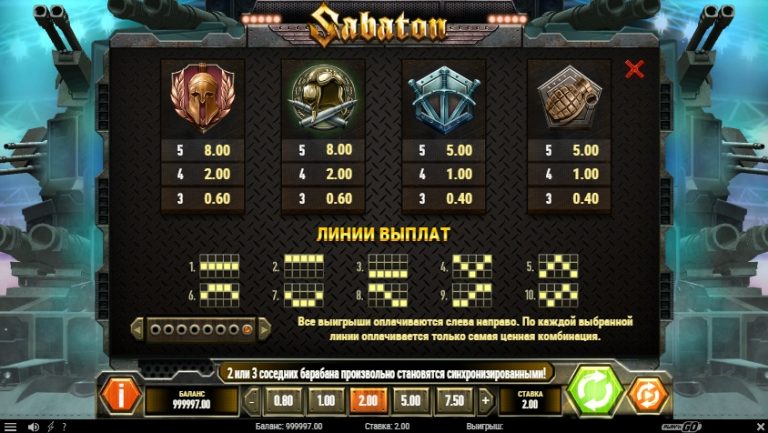 Sabaton
5 8.00
4 2.00
3 0.60
5 8.00
4 2.00
3 0.60
5 5.00
4 1.00
3 0.40
5 5.00
4 1.00
3 0.40
ЛИНИИ ВЫПЛАТ
1. 2. 3. 4. 5.
6. 7. 8. 9. 10.
Все выигрыши оплачиваются слева направо. По каждой выбранной
линии оплачивается только самая ценная комбинация.
2 или 3 соседних барабана произвольно становятся синхронизированными!
БАЛАНС
999997.00
- 0.80 1.00 2.00 5.00 7.50 +
СТАВКА
2.00
? Баланс: 999997.00 Ставка: 2.00 Выигрыш: PLAY'N GO